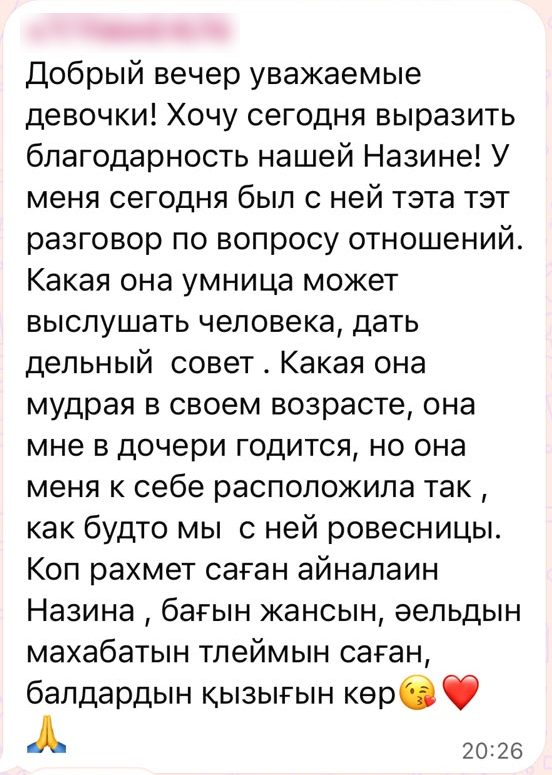 Добрый вечер уважаемые
девочки! Хочу сегодня выразить
благодарность нашей Назине! У
меня сегодня был с ней тэта тэт
разговор по вопросу отношений.
Какая она умница может
выслушать человека, дать
дельный  совет . Какая она
мудрая в своем возрасте, она
мне в дочери годится, но она
меня к себе расположила так ,
как будто мы  с ней ровесницы.
Коп рахмет саған айналаин
Назина , бағын жансын, әельдын
махабатын тлеймын саған,
балдардын қызығын көр😘❤️
🙏
20:26